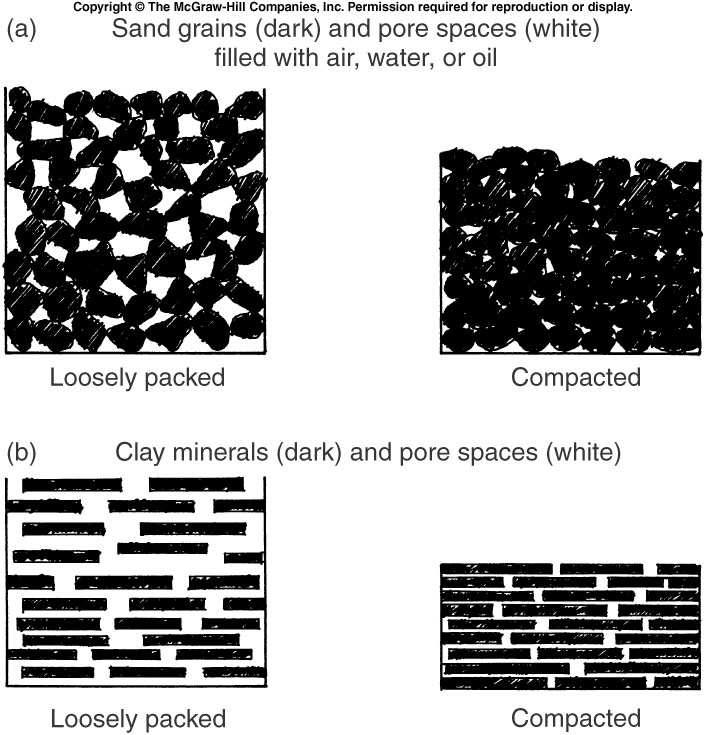 Copyright © The McGraw-Hill Companies, Inc. Permission required for reproduction or display.
(a) Sand grains (dark) and pore spaces (white)
filled with air, water, or oil
Loosely packed
Compacted
(b) Clay minerals (dark) and pore spaces (white)
Loosely packed
Compacted